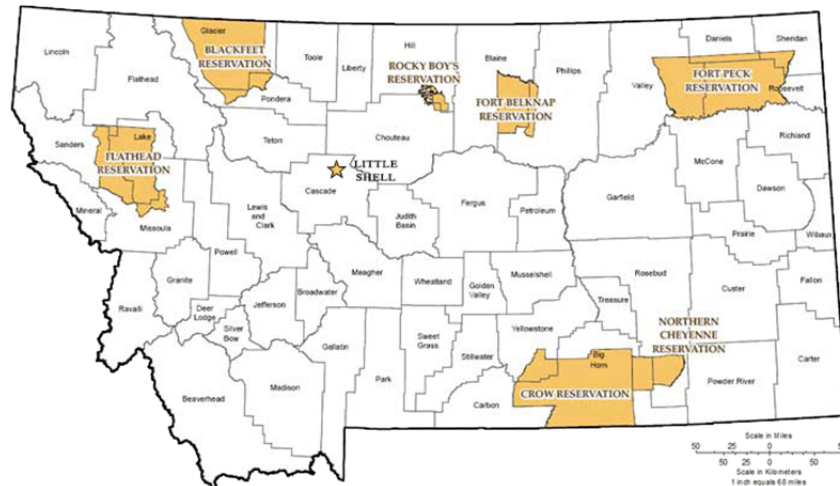 Glacier
Daniels
Sheridan
Lincoln
Toole
Hill
Blaine
BLACKFEET
RESERVATION
Liberty
ROCKY BOY'S
RESERVATION
Phillips
Valley
FORT PECK
RESERVATION
Roosevelt
Flathead
Pondera
FORT BELKNAP
RESERVATION
Lake
Teton
Chouteau
Richland
Sanders
FLATHEAD
RESERVATION
LITTLE
SHELL
McCone
Cascade
Dawson
Mineral
Missoula
Lewis
and
Clark
Judith
Basin
Fergus
Petroleum
Garfield
Prairie
Wibaux
Powell
Meagher
Wheatland
Golden
Valley
Musselshell
Rosebud
Custer
Fallon
Granite
Ravalli
Deer
Lodge
Jefferson
Broadwater
Treasure
Silver
Bow
Gallatin
Sweet
Grass
Stillwater
Yellowstone
NORTHERN
CHEYENNE
RESERVATION
Big
Horn
Carter
Park
Powder River
Beaverhead
Madison
Carbon
CROW RESERVATION
Scale in Miles
50 25 0 50
50 25 0 50
Scale in Kilometers
1 inch equals 68 miles